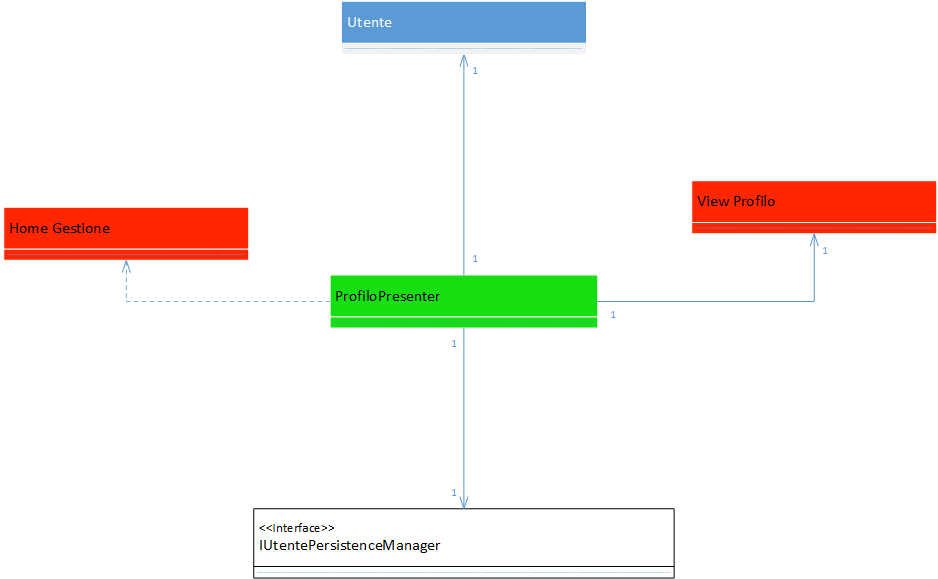 Utente
1
View Profilo
Home Gestione
1
1
ProfiloPresenter
1
1
1
<<Interface>>
IUtentePersistenceManager